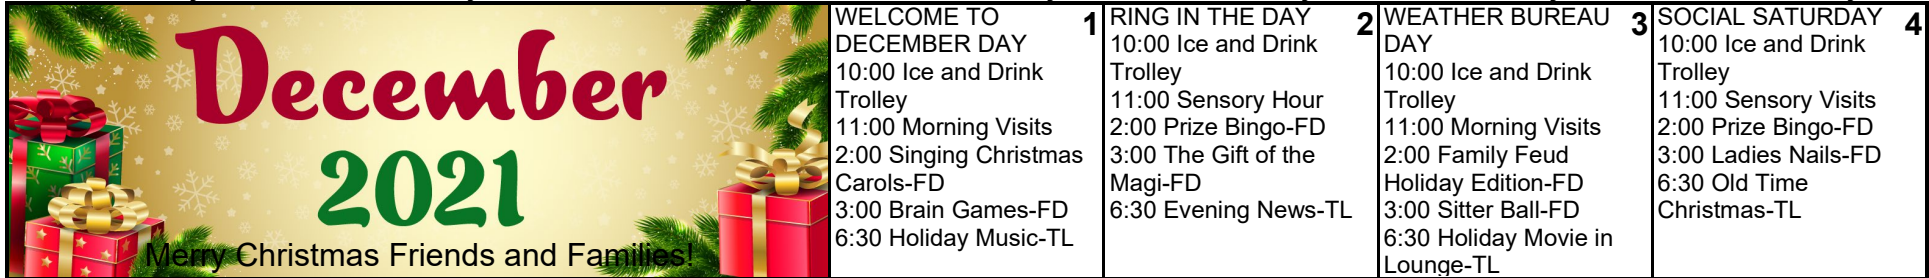 December
2021
Merry Christmas Friends and Families!
WELCOME TO 1
DECEMBER DAY
10:00 Ice and Drink
Trolley
11:00 Morning Visits
2:00 Singing Christmas
Carols-FD
3:00 Brain Games-FD
6:30 Holiday Music-TL
RING IN THE DAY 2
10:00 Ice and Drink
Trolley
11:00 Sensory Hour
2:00 Prize Bingo-FD
3:00 The Gift of the
Magi-FD
6:30 Evening News-TL
WEATHER BUREAU 3
DAY
10:00 Ice and Drink
Trolley
11:00 Morning Visits
2:00 Family Feud
Holiday Edition-FD
3:00 Sitter Ball-FD
6:30 Holiday Movie in
Lounge-TL
SOCIAL SATURDAY 4
10:00 Ice and Drink
Trolley
11:00 Sensory Visits
2:00 Prize Bingo-FD
3:00 Ladies Nails-FD
6:30 Old Time
Christmas-TL